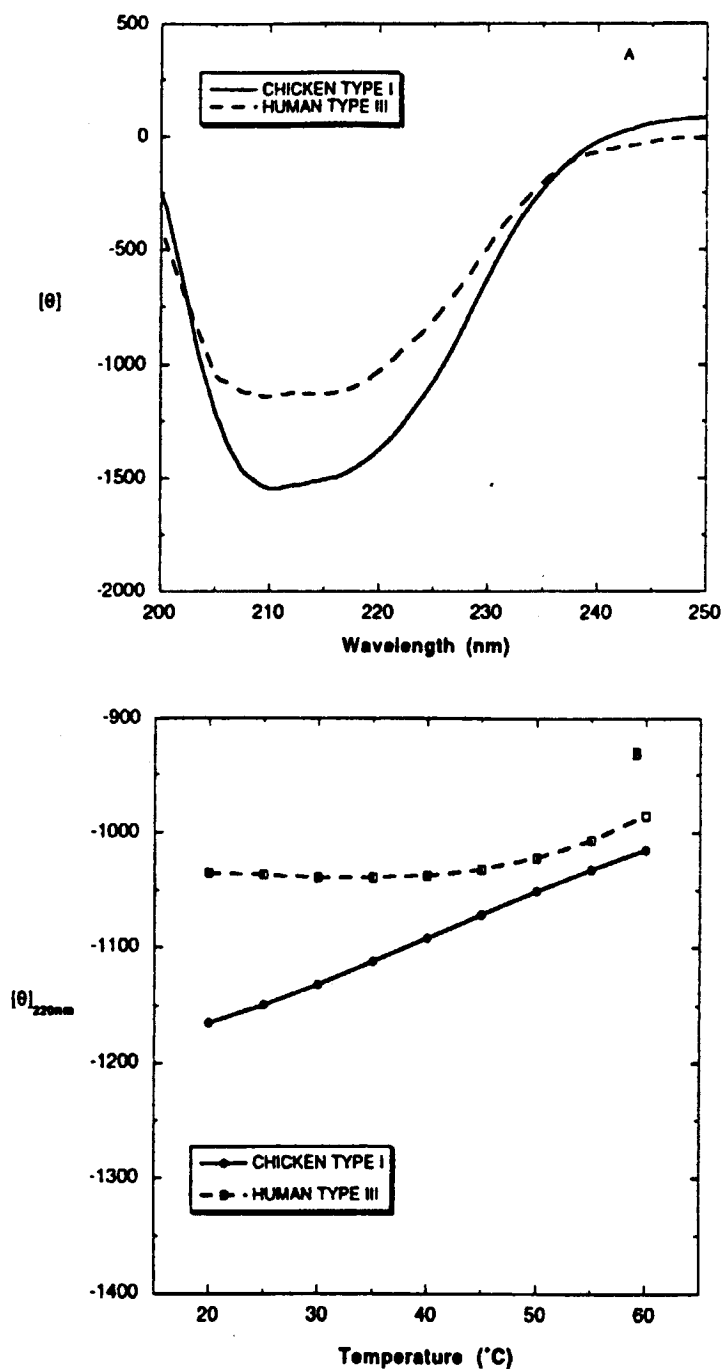 500
A
CHICKEN TYPE I
HUMAN TYPE III
0
-500
[θ]
-1000
-1500
-2000
200 210 220 230 240 250
Wavelength (nm)
-900
B
-1000
-1100
[θ]220nm
-1200
CHICKEN TYPE I
HUMAN TYPE III
-1300
-1400
20 30 40 50 60
Temperature (°C)